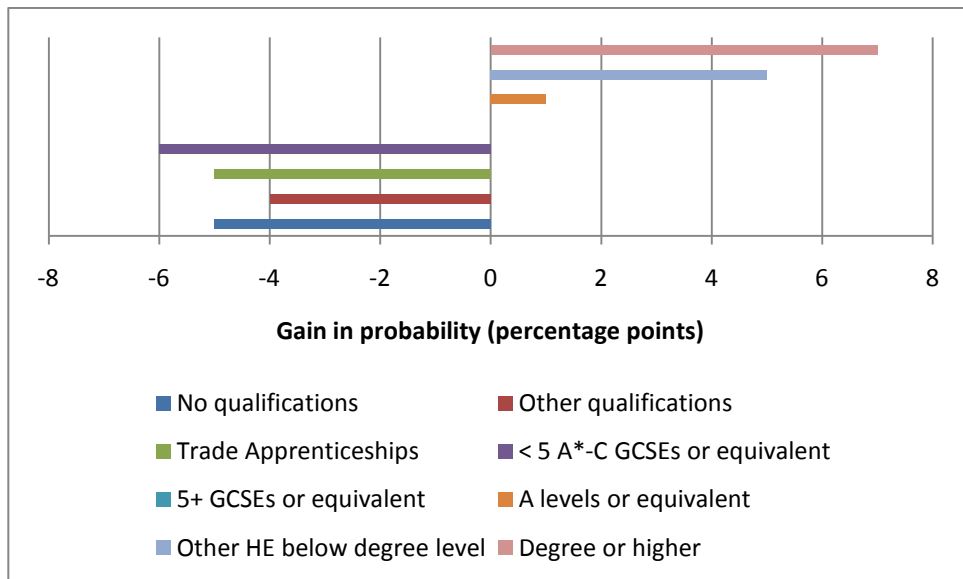 -8 -6 -4 -2 0 2 4 6 8
Gain in probability (percentage points)
No qualifications Other qualifications
Trade Apprenticeships < 5 A*-C GCSEs or equivalent
5+ GCSEs or equivalent A levels or equivalent
Other HE below degree level Degree or higher